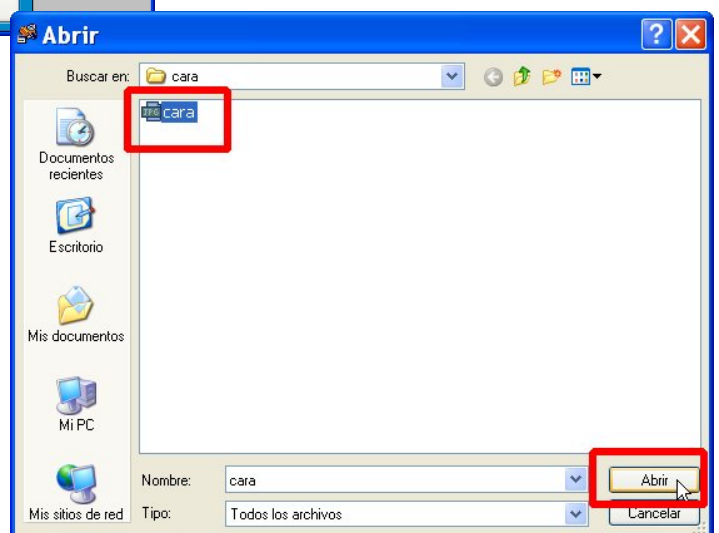 Abrir
Buscar en: cara
JPG cara
Documentos
recientes
Escritorio
Mis documentos
Mi PC
Mis sitios de red
Nombre: cara
Abrir
Tipo: Todos los archivos
Cancelar